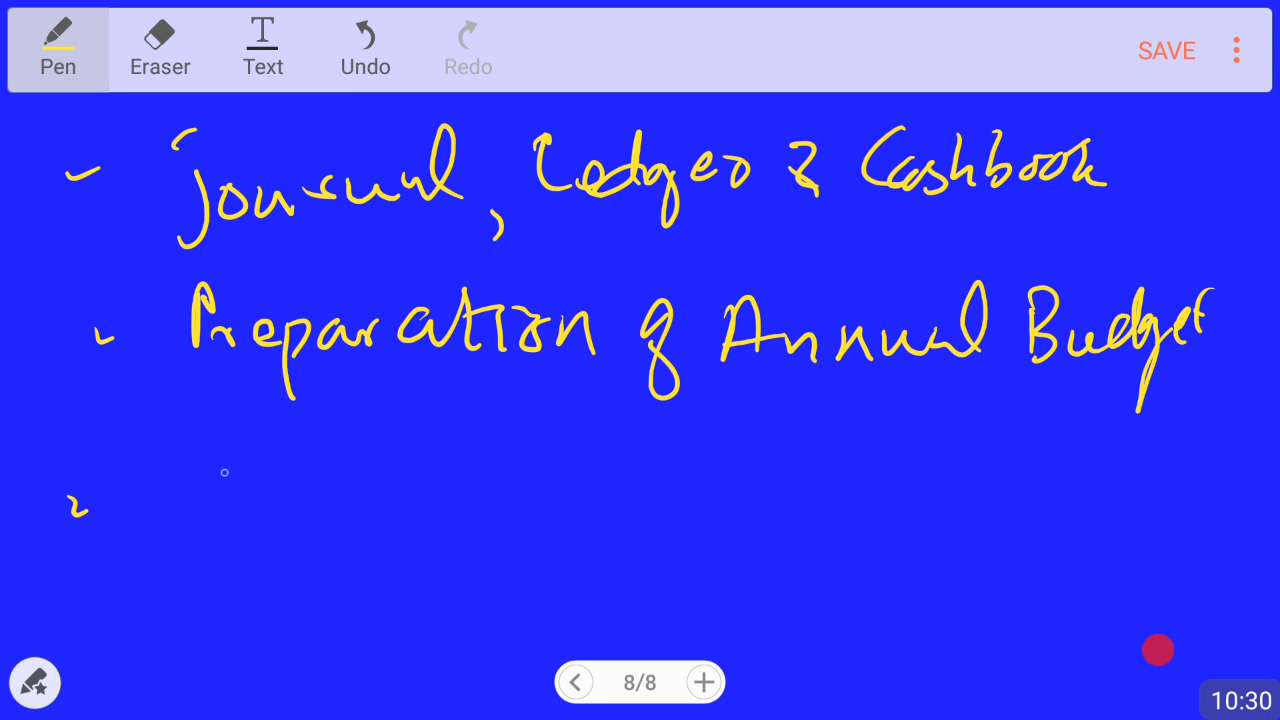 Pen Eraser Text Undo Redo SAVE
- Journal, Ledger & Cashbook
- Preparation of Annual Budget
8/8
10:30